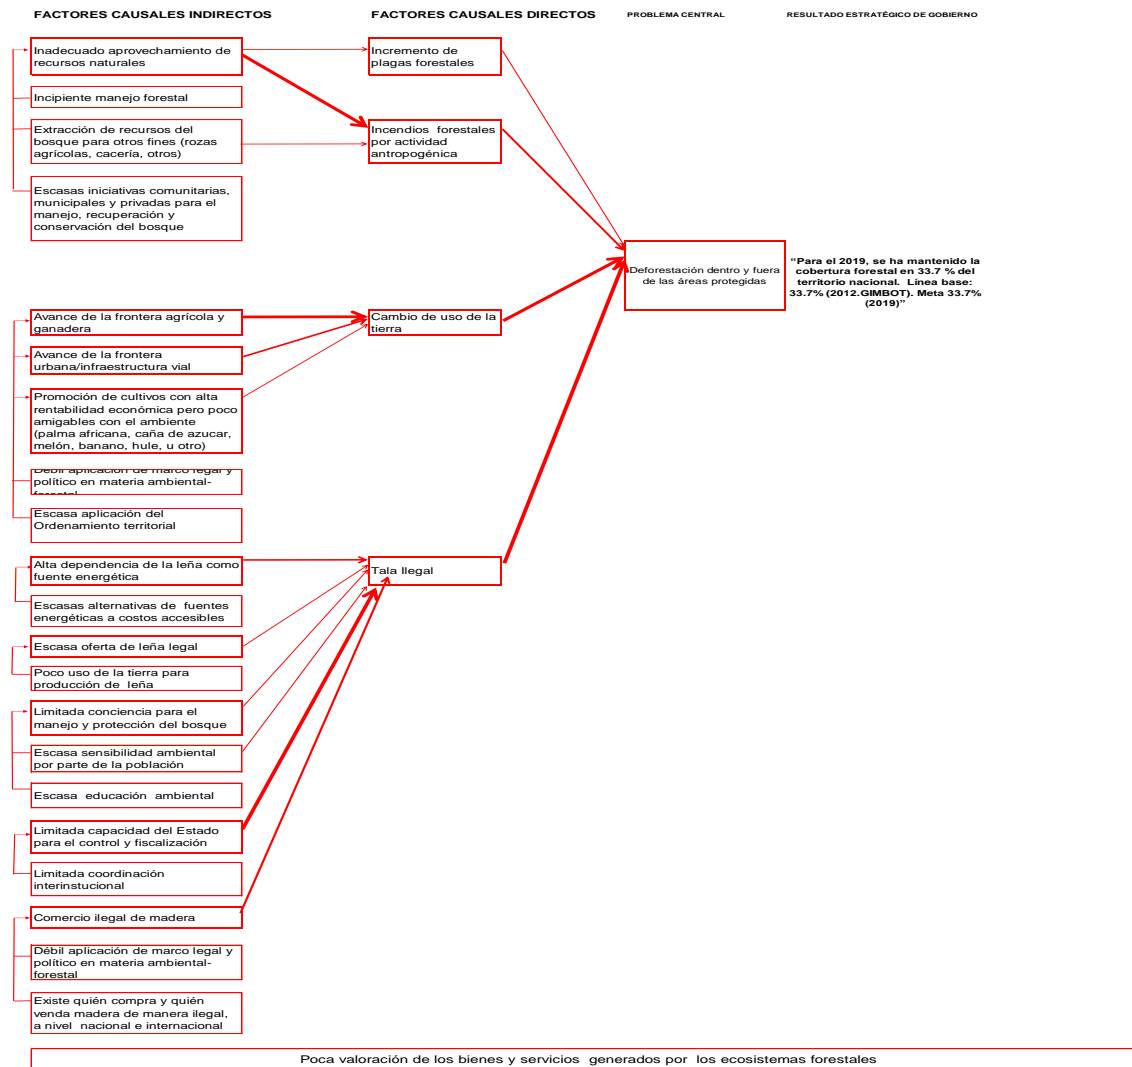 FACTORES CAUSALES INDIRECTOS
FACTORES CAUSALES DIRECTOS
PROBLEMA CENTRAL
RESULTADO ESTRATÉGICO DE GOBIERNO
Inadecuado aprovechamiento de
recursos naturales
Incipiente manejo forestal
Extracción de recursos del
bosque para otros fines (rozas
agrícolas, cacería, otros)
Escasas iniciativas comunitarias,
municipales y privadas para el
manejo, recuperación y
conservación del bosque
Avance de la frontera agrícola y
ganadera
Avance de la frontera
urbana/infraestructura vial
Promoción de cultivos con alta
rentabilidad económica pero poco
amigables con el ambiente
(palma africana, caña de azucar,
melón, banano, hule, u otro)
Débil aplicación de marco legal y
político en materia ambiental-
forestal
Escasa aplicación del
Ordenamiento territorial
Alta dependencia de la leña como
fuente energética
Escasas alternativas de fuentes
energéticas a costos accesibles
Escasa oferta de leña legal
Poco uso de la tierra para
producción de leña
Limitada conciencia para el
manejo y protección del bosque
Escasa sensibilidad ambiental
por parte de la población
Escasa educación ambiental
Limitada capacidad del Estado
para el control y fiscalización
Limitada coordinación
interinstucional
Comercio ilegal de madera
Débil aplicación de marco legal y
político en materia ambiental-
forestal
Existe quién compra y quién
venda madera de manera ilegal,
a nivel nacional e internacional
Incremento de
plagas forestales
Incendios forestales
por actividad
antropogénica
Cambio de uso de la
tierra
Tala Ilegal
Deforestación dentro y fuera
de las áreas protegidas
“Para el 2019, se ha mantenido la
cobertura forestal en 33.7 % del
territorio nacional. Línea base:
33.7% (2012.GIMBOT). Meta 33.7%
(2019)”
Poca valoración de los bienes y servicios generados por los ecosistemas forestales